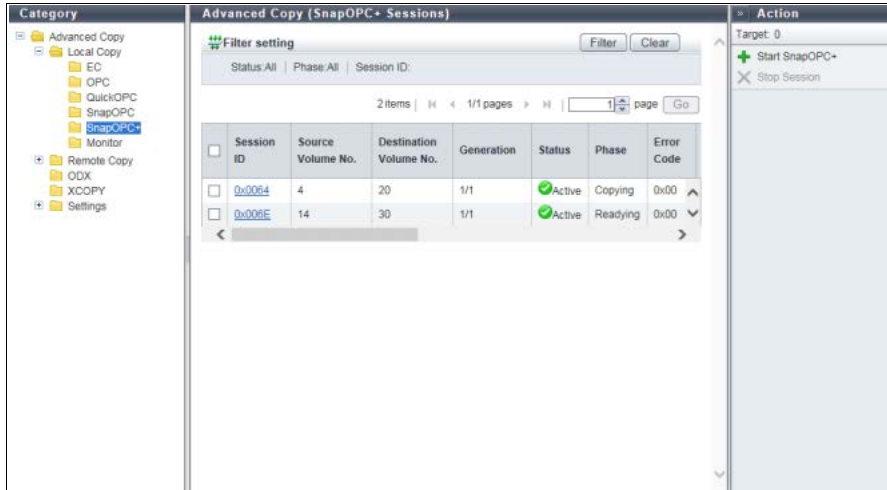 Category
Advanced Copy
Local Copy
EC
OPC
QuickOPC
SnapOPC
SnapOPC+
Monitor
Remote Copy
ODX
XCOPY
Settings
Advanced Copy (SnapOPC+ Sessions)
Filter setting
Filter Clear
Status:All | Phase:All | Session ID:
2 items | 1/1 pages | 1 page Go
Session ID Source Volume No. Destination Volume No. Generation Status Phase Error Code
0x0064 4 20 1/1 Active Copying 0x00
0x006E 14 30 1/1 Active Readying 0x00
» Action
Target: 0
Start SnapOPC+
Stop Session